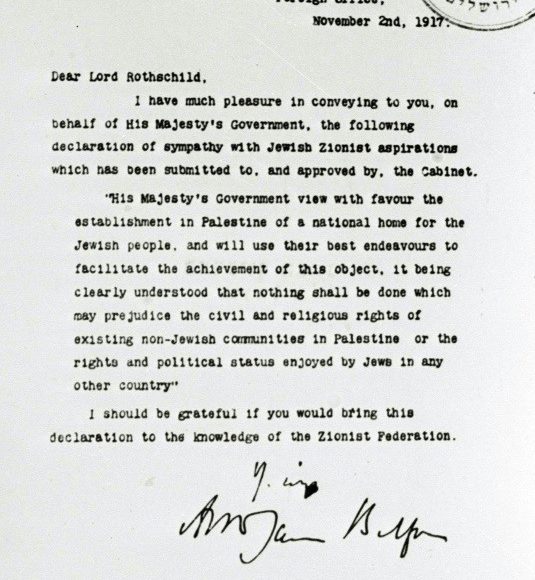 Foreign Office,
November 2nd, 1917.
ירושלים
Dear Lord Rothschild,
I have much pleasure in conveying to you, on
behalf of His Majesty's Government, the following
declaration of sympathy with Jewish Zionist aspirations
which has been submitted to, and approved by, the Cabinet.
"His Majesty's Government view with favour the
establishment in Palestine of a national home for the
Jewish people, and will use their best endeavours to
facilitate the achievement of this object, it being
clearly understood that nothing shall be done which
may prejudice the civil and religious rights of
existing non-Jewish communities in Palestine or the
rights and political status enjoyed by Jews in any
other country"
I should be grateful if you would bring this
declaration to the knowledge of the Zionist Federation.
Arthur James Balfour